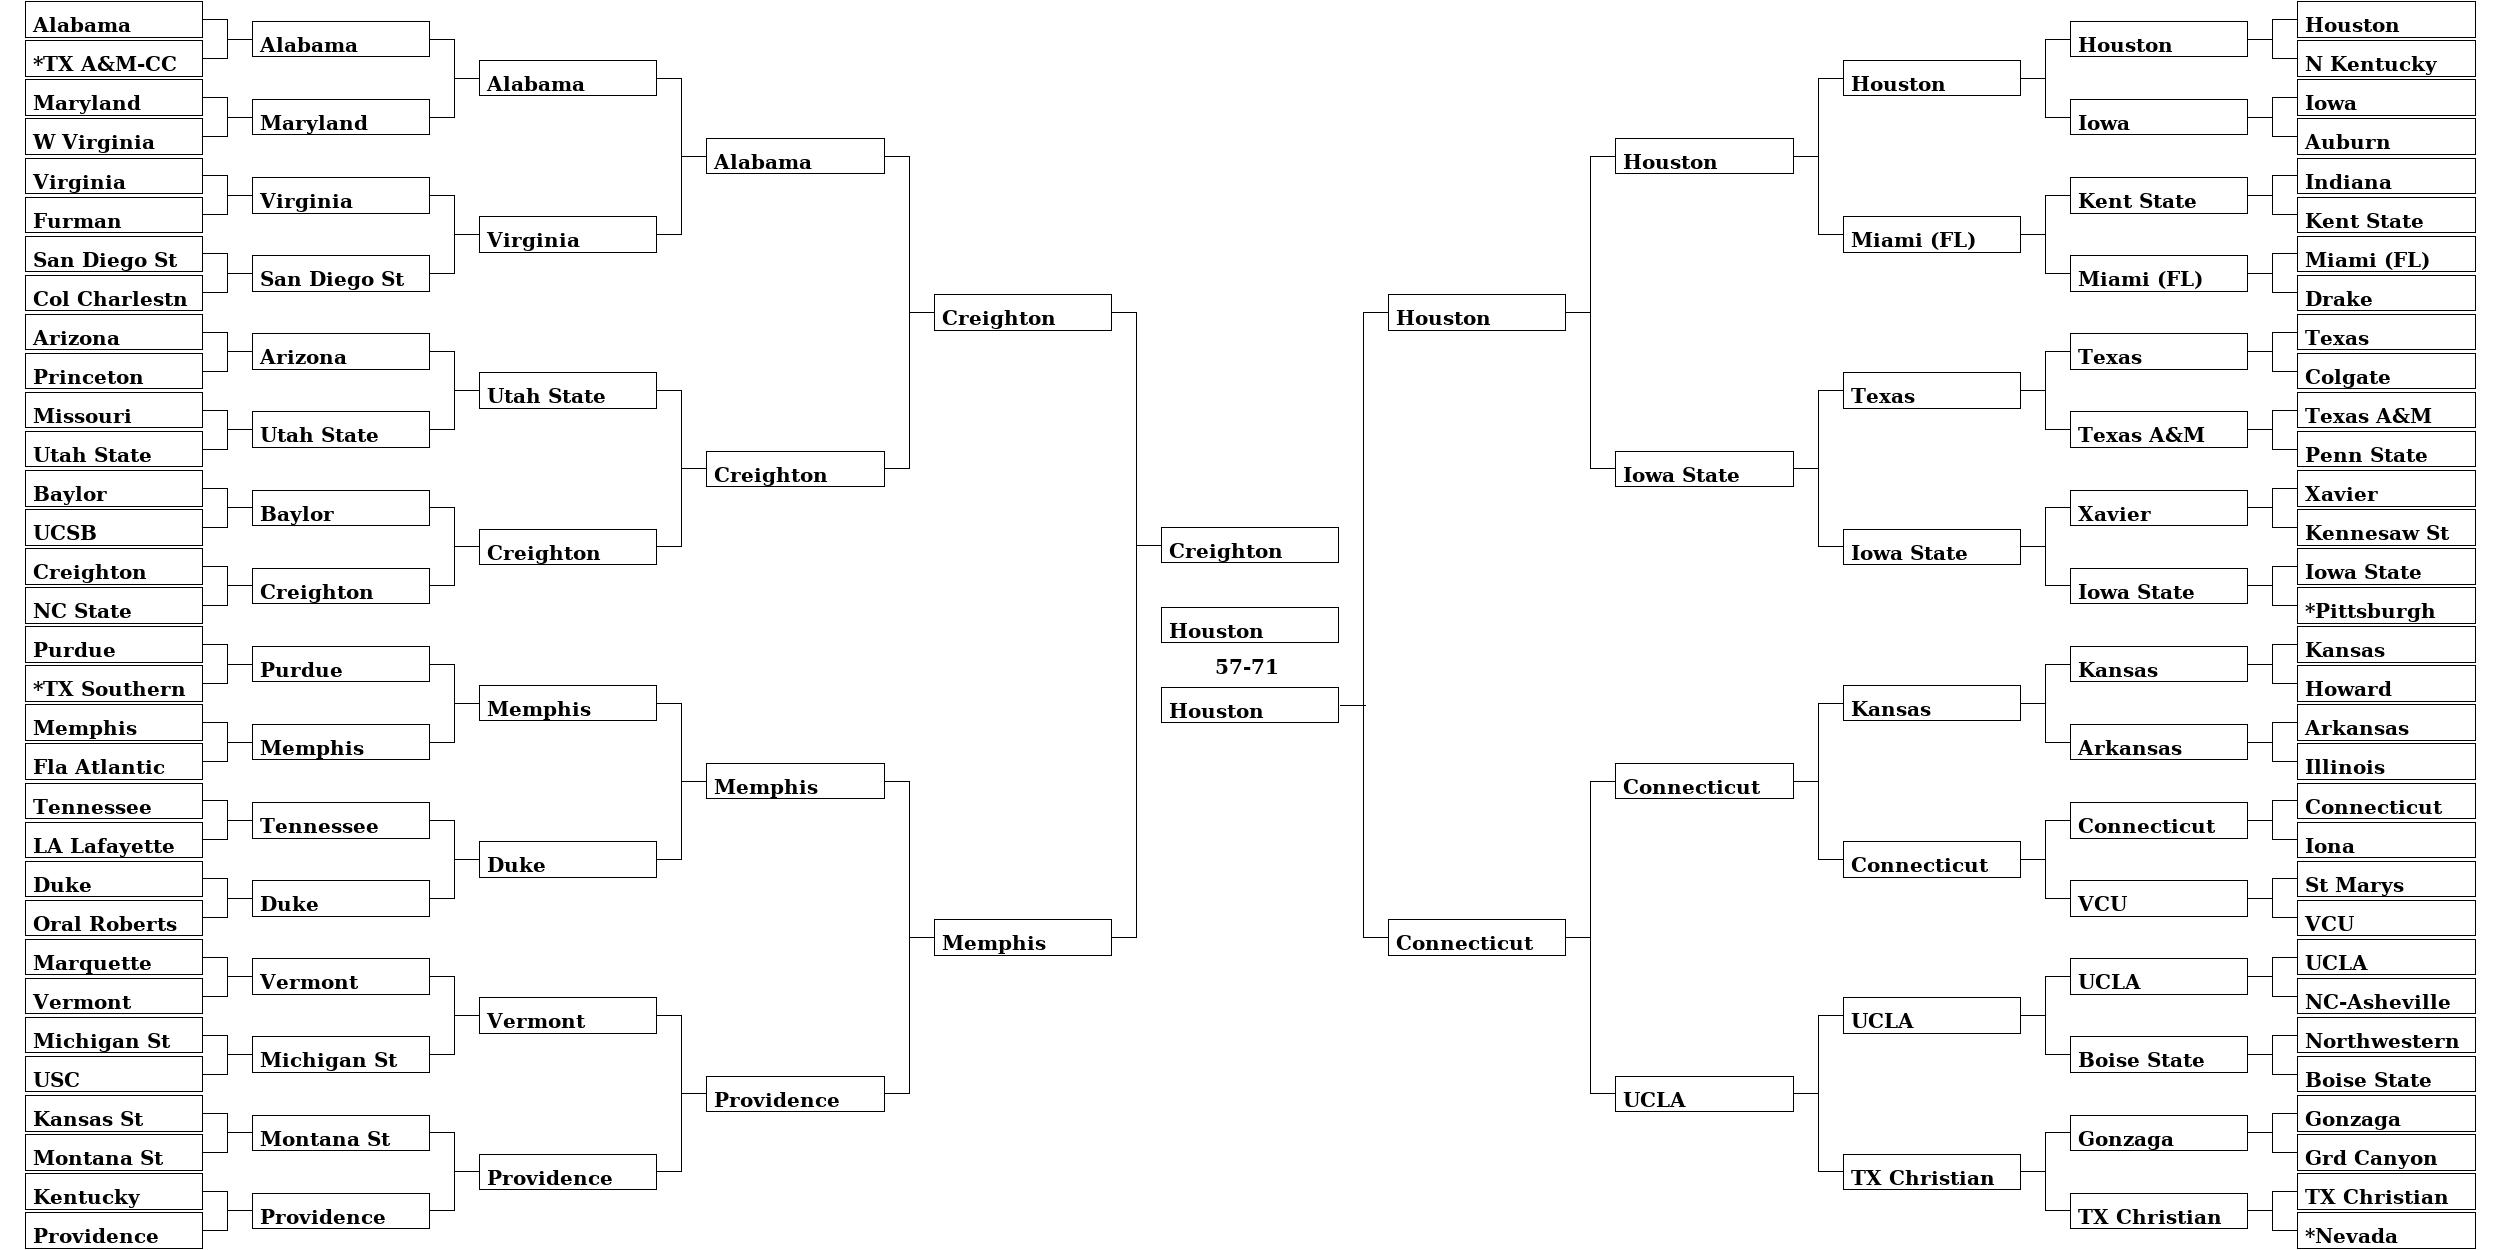 Alabama
*TX A&M-CC
Maryland
W Virginia
Virginia
Furman
San Diego St
Col Charlestn
Arizona
Princeton
Missouri
Utah State
Baylor
UCSB
Creighton
NC State
Purdue
*TX Southern
Memphis
Fla Atlantic
Tennessee
LA Lafayette
Duke
Oral Roberts
Marquette
Vermont
Michigan St
USC
Kansas St
Montana St
Kentucky
Providence
Alabama
Maryland
Virginia
San Diego St
Arizona
Utah State
Baylor
Creighton
Purdue
Memphis
Tennessee
Duke
Vermont
Michigan St
Montana St
Providence
Alabama
Virginia
Utah State
Creighton
Memphis
Duke
Vermont
Providence
Alabama
Creighton
Memphis
Providence
Creighton
Memphis
Creighton
Houston
57-71
Houston
Houston
Connecticut
Houston
Iowa State
Connecticut
UCLA
Houston
Miami (FL)
Texas
Iowa State
Kansas
Connecticut
UCLA
TX Christian
Houston
Iowa
Kent State
Miami (FL)
Texas
Texas A&M
Xavier
Iowa State
Kansas
Arkansas
Connecticut
VCU
UCLA
Boise State
Gonzaga
TX Christian
Houston
N Kentucky
Iowa
Auburn
Indiana
Kent State
Miami (FL)
Drake
Texas
Colgate
Texas A&M
Penn State
Xavier
Kennesaw St
Iowa State
*Pittsburgh
Kansas
Howard
Arkansas
Illinois
Connecticut
Iona
St Marys
VCU
UCLA
NC-Asheville
Northwestern
Boise State
Gonzaga
Grd Canyon
TX Christian
*Nevada